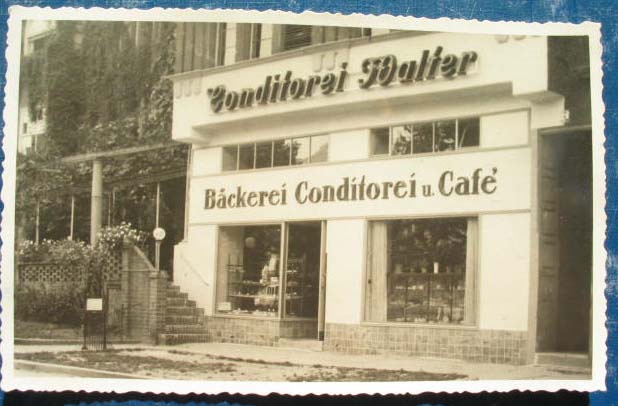 Conditorei Walter
Bäckerei Conditorei u. Café